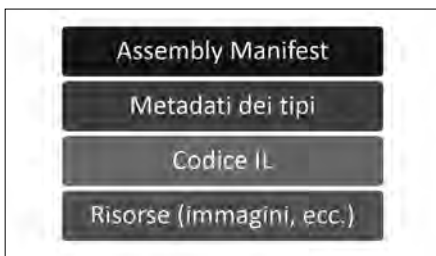 Assembly Manifest
Metadati dei tipi
Codice IL
Risorse (immagini, ecc.)